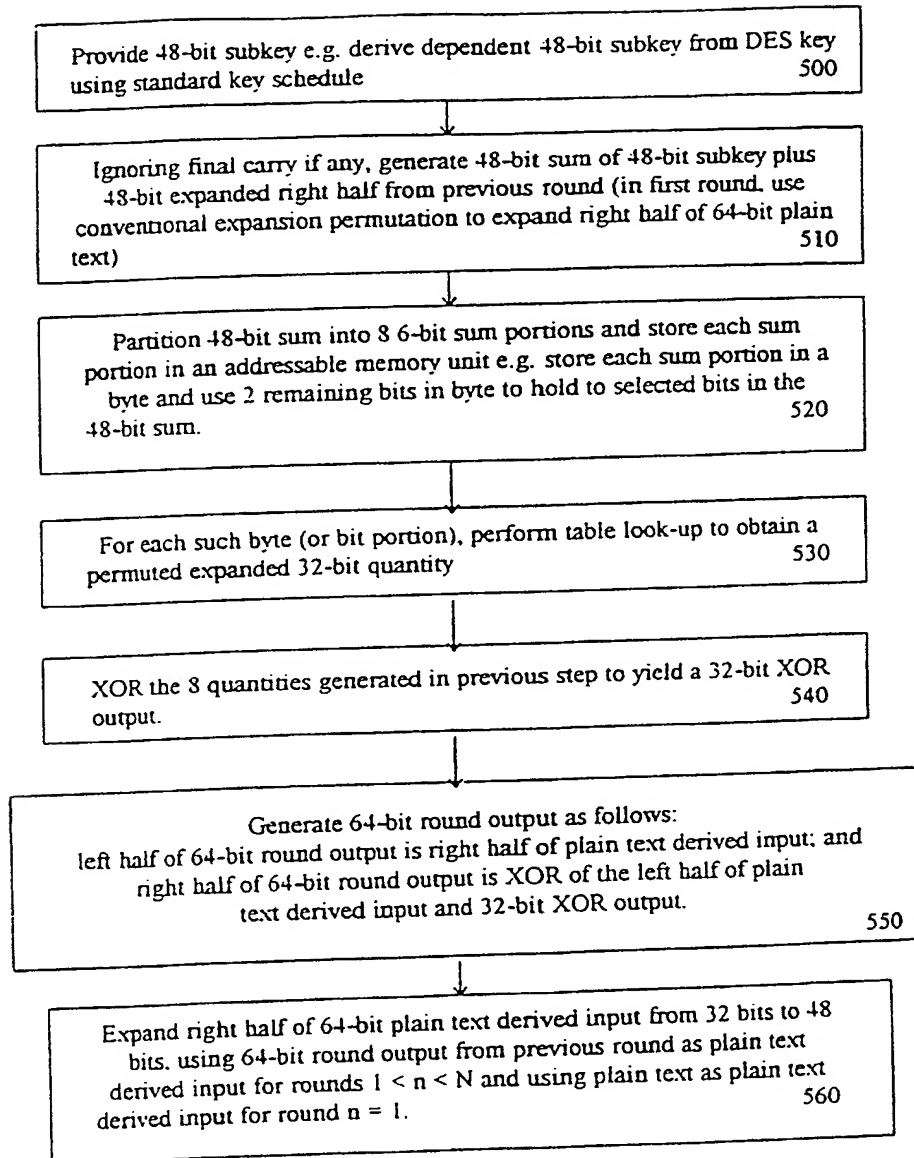 Provide 48-bit subkey e.g. derive dependent 48-bit subkey from DES key
using standard key schedule
500
Ignoring final carry if any, generate 48-bit sum of 48-bit subkey plus
48-bit expanded right half from previous round (in first round, use
conventional expansion permutation to expand right half of 64-bit plain
text)
510
Partition 48-bit sum into 8 6-bit sum portions and store each sum
portion in an addressable memory unit e.g. store each sum portion in a
byte and use 2 remaining bits in byte to hold to selected bits in the
48-bit sum.
520
For each such byte (or bit portion), perform table look-up to obtain a
permuted expanded 32-bit quantity
530
XOR the 8 quantities generated in previous step to yield a 32-bit XOR
output.
540
Generate 64-bit round output as follows:
left half of 64-bit round output is right half of plain text derived input; and
right half of 64-bit round output is XOR of the left half of plain
text derived input and 32-bit XOR output.
550
Expand right half of 64-bit plain text derived input from 32 bits to 48
bits, using 64-bit round output from previous round as plain text
derived input for rounds 1 < n < N and using plain text as plain text
derived input for round n = 1.
560